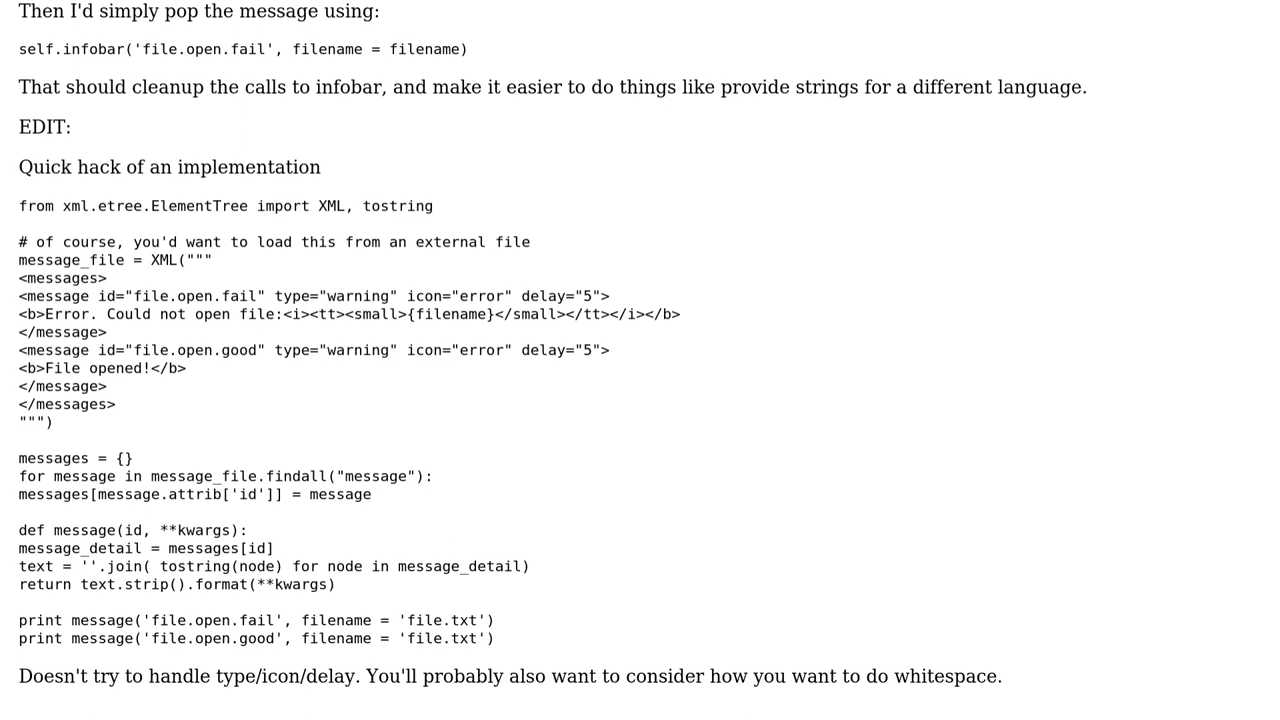 Then I'd simply pop the message using:
self.infobar('file.open.fail', filename = filename)
That should cleanup the calls to infobar, and make it easier to do things like provide strings for a different language.
EDIT:
Quick hack of an implementation
from xml.etree.ElementTree import XML, tostring
# of course, you'd want to load this from an external file
message_file = XML("""
<messages>
<message id="file.open.fail" type="warning" icon="error" delay="5">
<b>Error. Could not open file:<i><tt><small>{filename}</small></tt></i></b>
</message>
<message id="file.open.good" type="warning" icon="error" delay="5">
<b>File opened!</b>
</message>
</messages>
""")
messages = {}
for message in message_file.findall("message"):
messages[message.attrib['id']] = message
def message(id, **kwargs):
message_detail = messages[id]
text = ''.join( tostring(node) for node in message_detail)
return text.strip().format(**kwargs)
print message('file.open.fail', filename = 'file.txt')
print message('file.open.good', filename = 'file.txt')
Doesn't try to handle type/icon/delay. You'll probably also want to consider how you want to do whitespace.